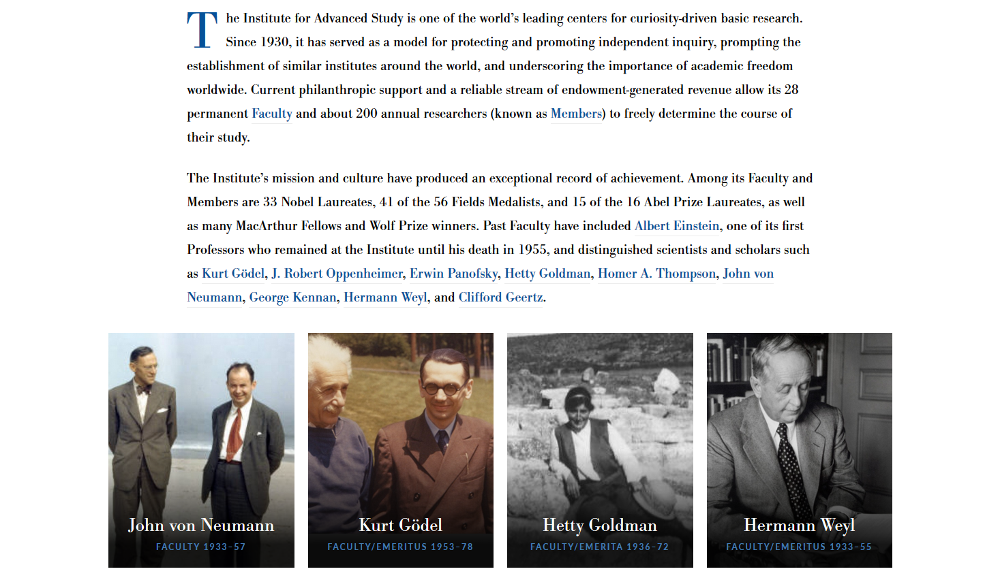 The Institute for Advanced Study is one of the world’s leading centers for curiosity-driven basic research.
Since 1930, it has served as a model for protecting and promoting independent inquiry, prompting the
establishment of similar institutes around the world, and underscoring the importance of academic freedom
worldwide. Current philanthropic support and a reliable stream of endowment-generated revenue allow its 28
permanent Faculty and about 200 annual researchers (known as Members) to freely determine the course of
their study.
The Institute’s mission and culture have produced an exceptional record of achievement. Among its Faculty and
Members are 33 Nobel Laureates, 41 of the 56 Fields Medalists, and 15 of the 16 Abel Prize Laureates, as well
as many MacArthur Fellows and Wolf Prize winners. Past Faculty have included Albert Einstein, one of its first
Professors who remained at the Institute until his death in 1955, and distinguished scientists and scholars such
as Kurt Gödel, J. Robert Oppenheimer, Erwin Panofsky, Hetty Goldman, Homer A. Thompson, John von
Neumann, George Kennan, Hermann Weyl, and Clifford Geertz.
John von Neumann
FACULTY 1933–57
Kurt Gödel
FACULTY/EMERITUS 1953–78
Hetty Goldman
FACULTY/EMERITA 1936–72
Hermann Weyl
FACULTY/EMERITUS 1933–55